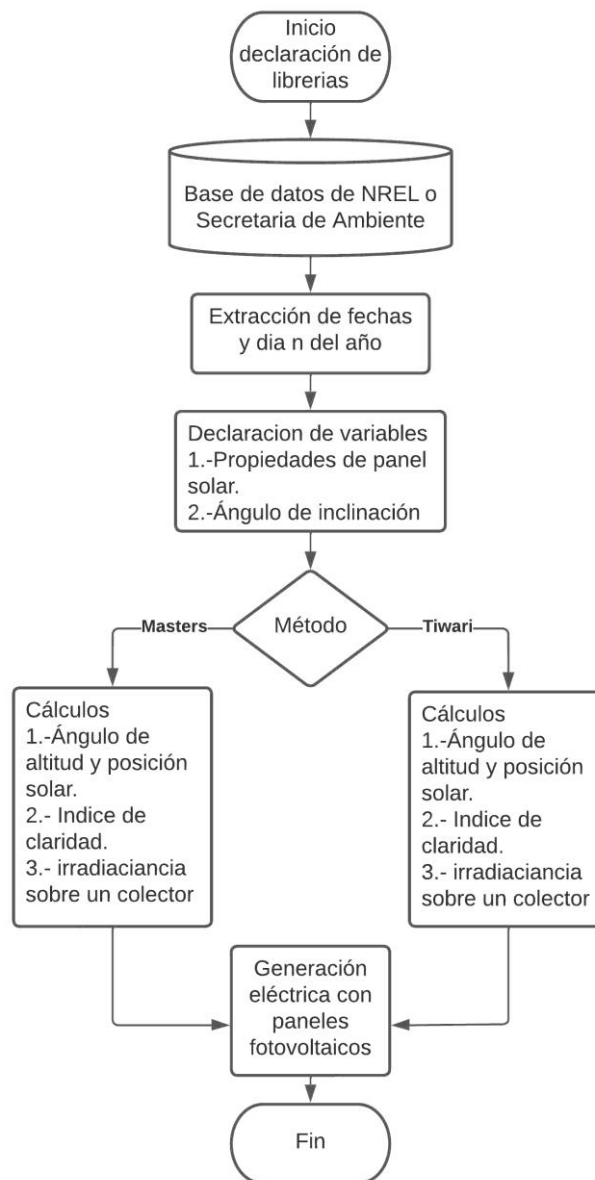 Inicio
declaración de
librerias
Base de datos de NREL o
Secretaria de Ambiente
Extracción de fechas
y dia n del año
Declaracion de variables
1.-Propiedades de panel
solar.
2.-Ángulo de inclinación
Masters
Método
Tiwari
Cálculos
1.-Ángulo de
altitud y posición
solar.
2.- Indice de
claridad.
3.- irradiaciancia
sobre un colector
Cálculos
1.-Ángulo de
altitud y posición
solar.
2.- Indice de
claridad.
3.- irradiaciancia
sobre un colector
Generación
eléctrica con
paneles
fotovoltaicos
Fin